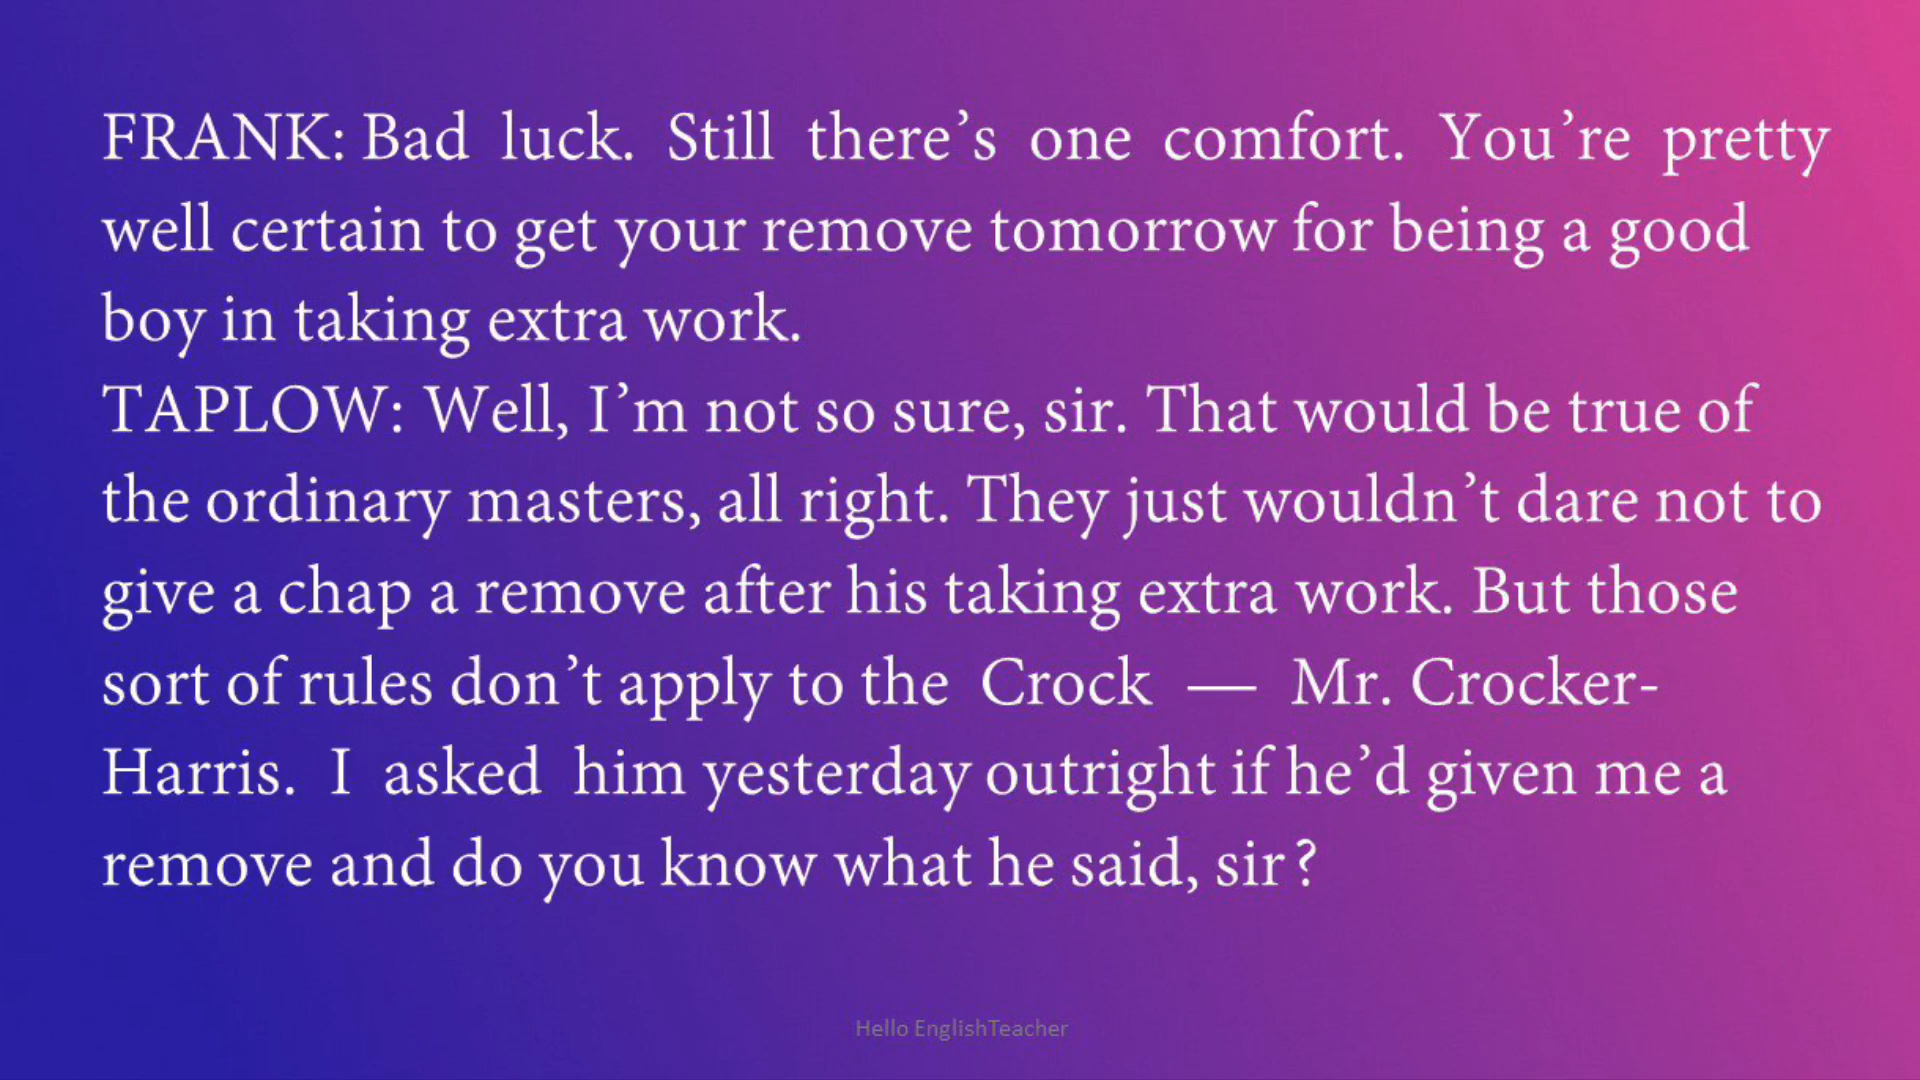 FRANK: Bad luck. Still there’s one comfort. You’re pretty
well certain to get your remove tomorrow for being a good
boy in taking extra work.
TAPLOW: Well, I’m not so sure, sir. That would be true of
the ordinary masters, all right. They just wouldn’t dare not to
give a chap a remove after his taking extra work. But those
sort of rules don’t apply to the Crock — Mr. Crocker-
Harris. I asked him yesterday outright if he’d given me a
remove and do you know what he said, sir?
Hello EnglishTeacher